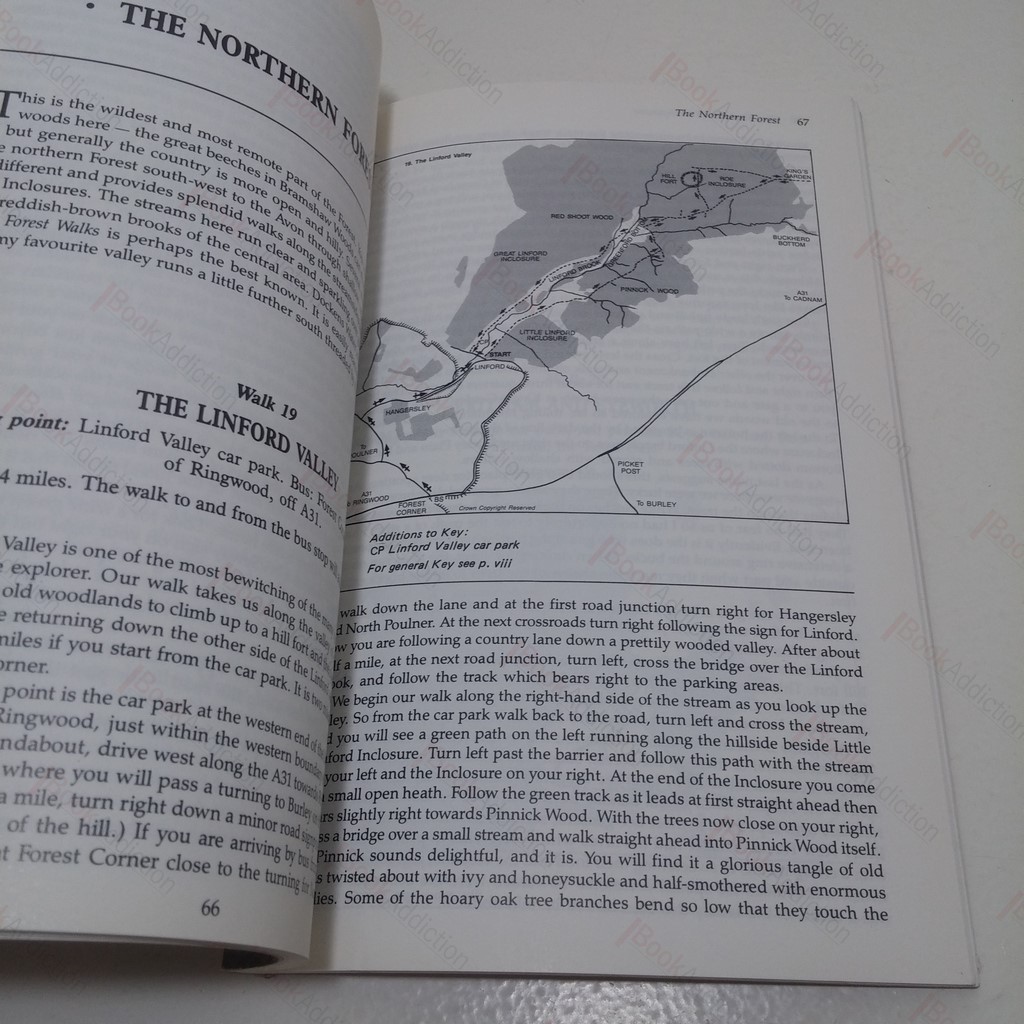 • THE NORTHERN
This is the wildest and most remote part of the Forest.
woods here — the great beeches in Bramshaw Wood
but generally the country is more open and hilly.
northern Forest south-west to the Avon through
different and provides splendid walks along the
Inclosures. The streams here run clear and sparkling
reddish-brown brooks of the central area. Dockens
Forest Walks is perhaps the best known. It is easily
my favourite valley runs a little further south
Walk 19
THE LINFORD VALLEY
point: Linford Valley car park. Bus:
of Ringwood, off A31.
4 miles. The walk to and from the bus stop
Valley is one of the most bewitching of the
explorer. Our walk takes us along the valley
old woodlands to climb up to a hill fort and
returning down the other side of the
miles if you start from the car park. It is
point is the car park at the western end of
Ringwood, just within the western
drive west along the A31
where you will pass a turning to Burley
a mile, turn right down a minor road
of the hill.) If you are arriving by bus
Forest Corner close to the turning
66
The Northern Forest 67
19. The Linford Valley
HILL FORT
ROE INCLOSURE
KING'S GARDEN
RED SHOOT WOOD
BUCKHERD BOTTOM
GREAT LINFORD INCLOSURE
PINNICK WOOD
A31
To CADNAM
LITTLE LINFORD INCLOSURE
CP
START
LINFORD
HANGERSLEY
To
A31
RINGWOOD
FOREST CORNER
BS
PICKET POST
To BURLEY
Crown Copyright Reserved
Additions to Key:
CP Linford Valley car park
For general Key see p. viii
walk down the lane and at the first road junction turn right for Hangersley
North Poulner. At the next crossroads turn right following the sign for Linford.
you are following a country lane down a prettily wooded valley. After about
a mile, at the next road junction, turn left, cross the bridge over the Linford
and follow the track which bears right to the parking areas.
We begin our walk along the right-hand side of the stream as you look up the
So from the car park walk back to the road, turn left and cross the stream,
you will see a green path on the left running along the hillside beside Little
Inclosure. Turn left past the barrier and follow this path with the stream
your left and the Inclosure on your right. At the end of the Inclosure you come
small open heath. Follow the green track as it leads at first straight ahead then
slightly right towards Pinnick Wood. With the trees now close on your right,
a bridge over a small stream and walk straight ahead into Pinnick Wood itself.
Pinnick sounds delightful, and it is. You will find it a glorious tangle of old
twisted about with ivy and honeysuckle and half-smothered with enormous
Some of the hoary oak tree branches bend so low that they touch the
BookAddiction